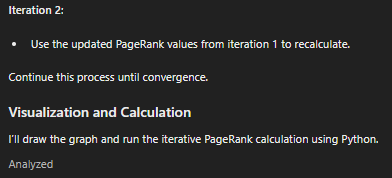 Iteration 2:
• Use the updated PageRank values from iteration 1 to recalculate.
Continue this process until convergence.
Visualization and Calculation
I'll draw the graph and run the iterative PageRank calculation using Python.
Analyzed